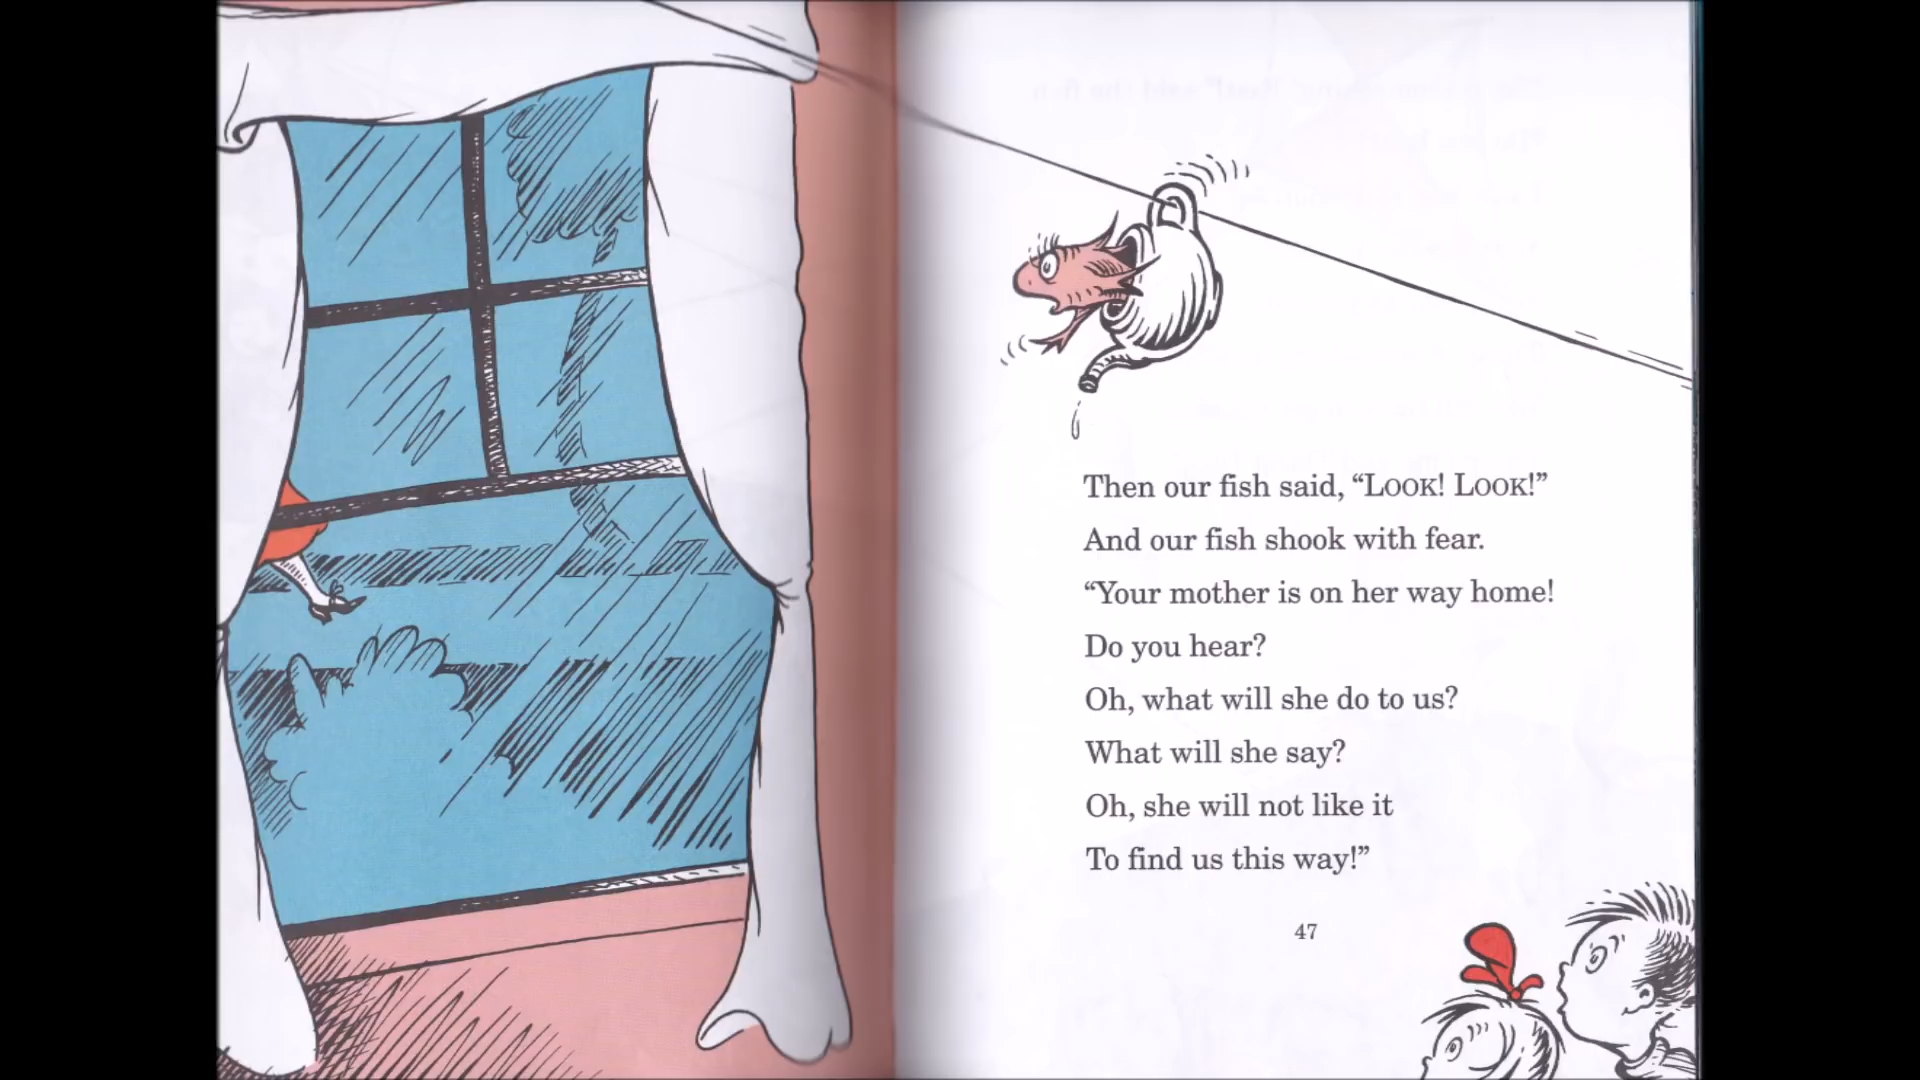 Then our fish said, “LOOK! LOOK!”
And our fish shook with fear.
“Your mother is on her way home!
Do you hear?
Oh, what will she do to us?
What will she say?
Oh, she will not like it
To find us this way!”
47